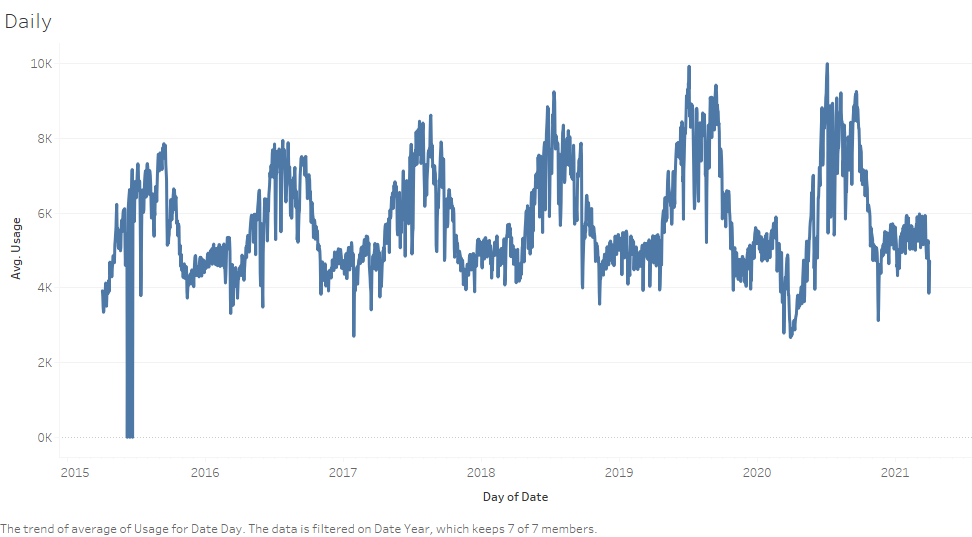 Daily
10K
8K
6K
4K
2K
0K
Avg. Usage
2015 2016 2017 2018 2019 2020 2021
Day of Date
The trend of average of Usage for Date Day. The data is filtered on Date Year, which keeps 7 of 7 members.